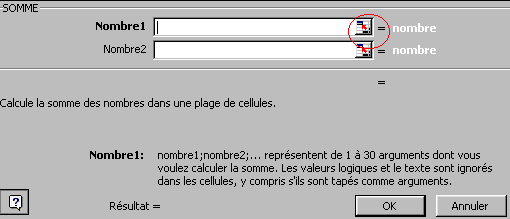 SOMME
Nombre1 = nombre
Nombre2 = nombre
=
Calcule la somme des nombres dans une plage de cellules.
Nombre1: nombre1;nombre2;... représentent de 1 à 30 arguments dont vous
voulez calculer la somme. Les valeurs logiques et le texte sont ignorés
dans les cellules, y compris s'ils sont tapés comme arguments.
? Résultat = OK Annuler